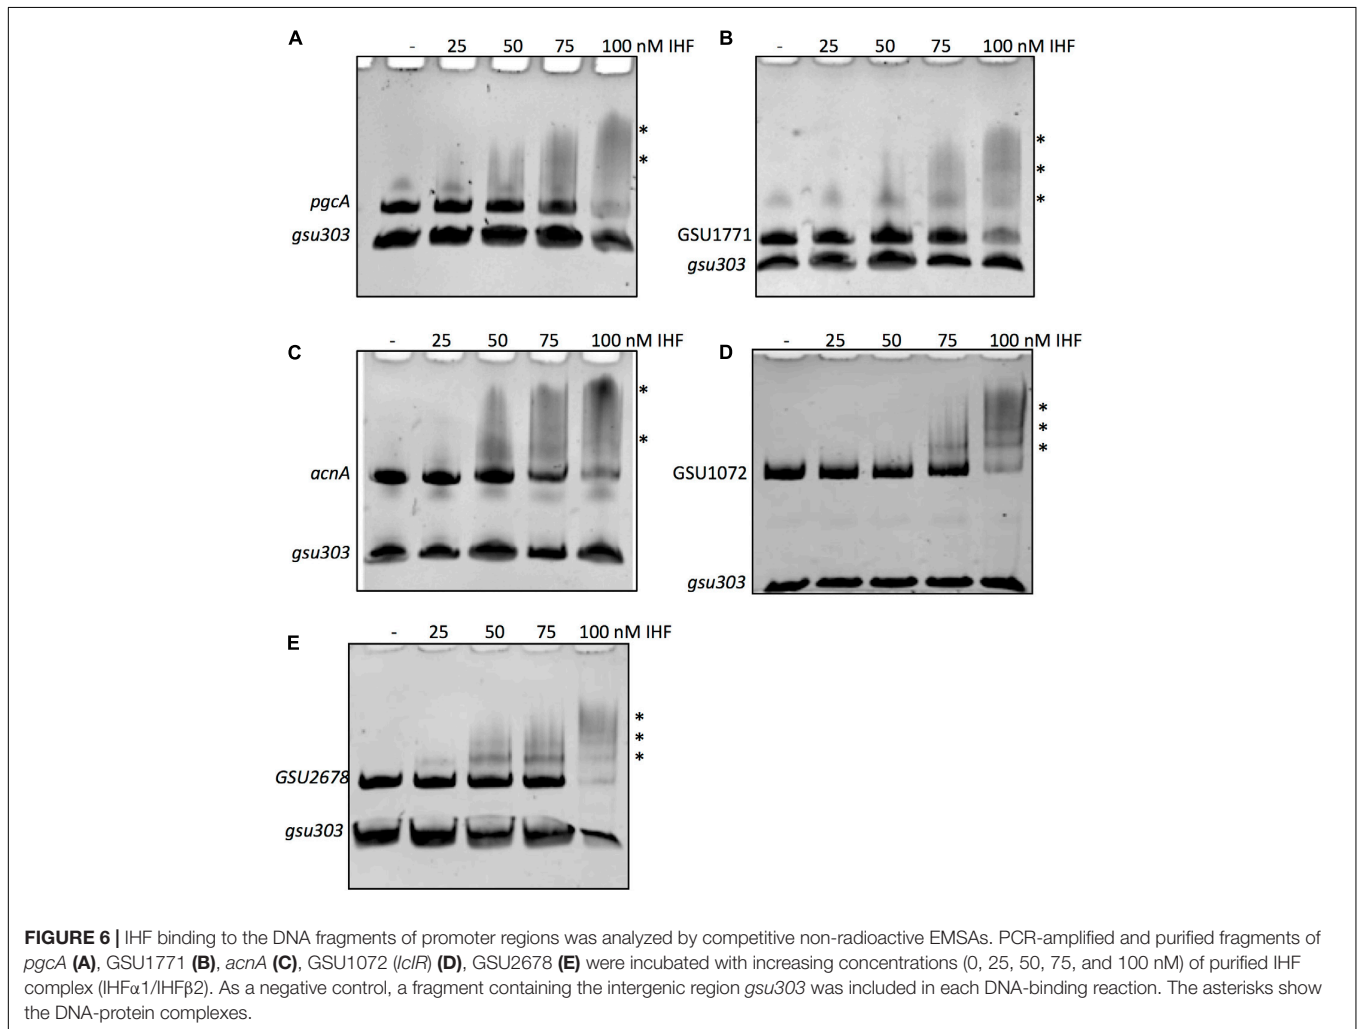 A
- 25 50 75 100 nM IHF
*
*
pgcA
gsu303
B
- 25 50 75 100 nM IHF
*
*
*
GSU1771
gsu303
C
- 25 50 75 100 nM IHF
*
*
acnA
gsu303
D
- 25 50 75 100 nM IHF
*
*
*
GSU1072
gsu303
E
- 25 50 75 100 nM IHF
*
*
*
GSU2678
gsu303
FIGURE 6 | IHF binding to the DNA fragments of promoter regions was analyzed by competitive non-radioactive EMSAs. PCR-amplified and purified fragments of
pgcA (A), GSU1771 (B), acnA (C), GSU1072 (IclR) (D), GSU2678 (E) were incubated with increasing concentrations (0, 25, 50, 75, and 100 nM) of purified IHF
complex (IHFα1/IHFβ2). As a negative control, a fragment containing the intergenic region gsu303 was included in each DNA-binding reaction. The asterisks show
the DNA-protein complexes.